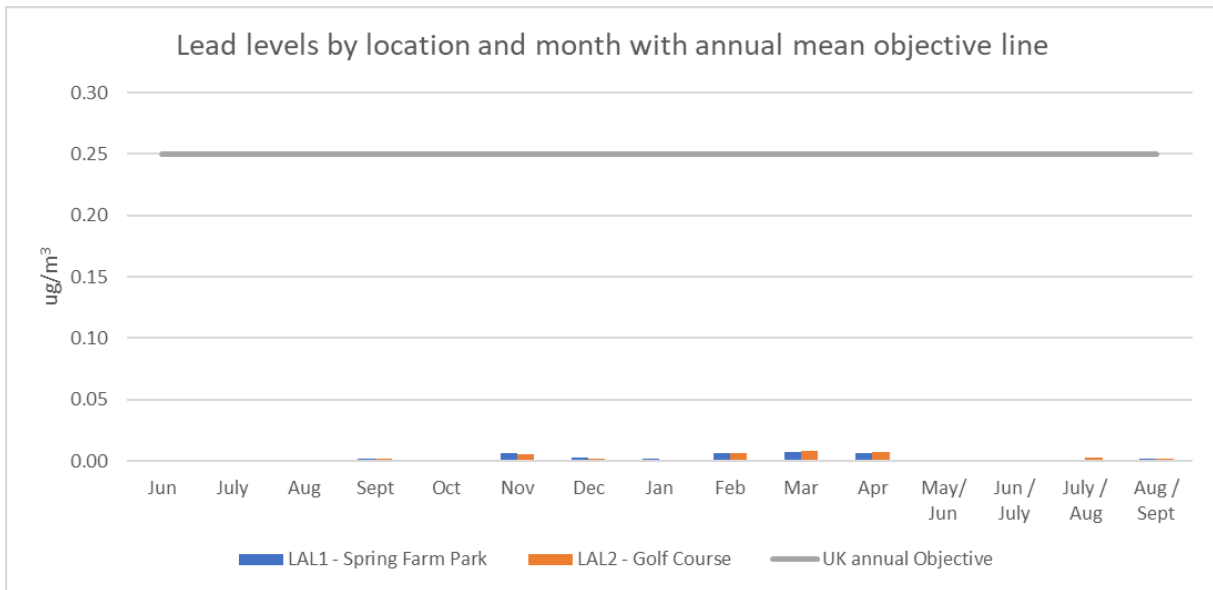 Lead levels by location and month with annual mean objective line
0.30
0.25
0.20
0.15
0.10
0.05
0.00
ug/m³
Jun July Aug Sept Oct Nov Dec Jan Feb Mar Apr May/ Jun / July / Aug /
Jun July Aug Sept
LAL1 - Spring Farm Park LAL2 - Golf Course UK annual Objective